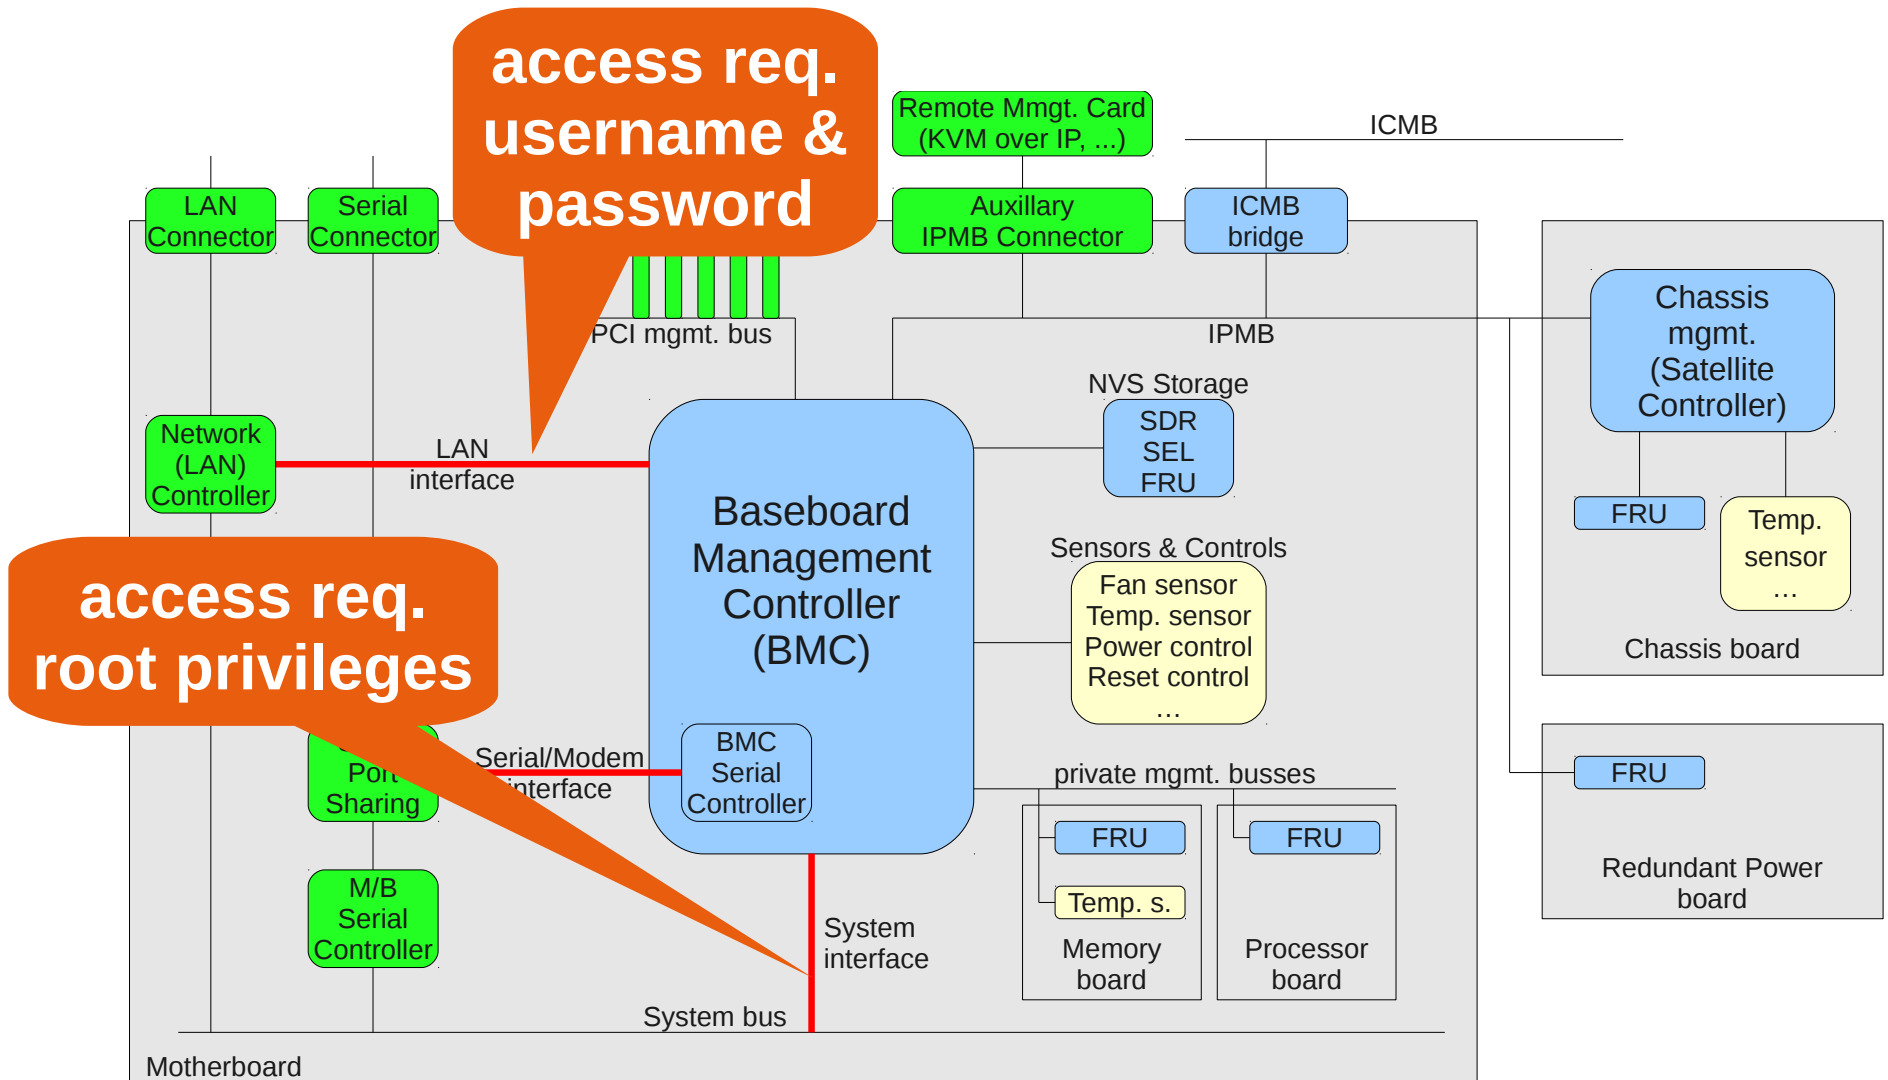 access req.
username &
password
Remote Mmgt. Card
(KVM over IP, ...)
ICMB
LAN
Connector
Serial
Connector
Auxillary
IPMB Connector
ICMB
bridge
PCI mgmt. bus
IPMB
Chassis
mgmt.
(Satellite
Controller)
NVS Storage
SDR
SEL
FRU
Network
(LAN)
Controller
LAN
interface
Baseboard
Management
Controller
(BMC)
FRU
Temp.
sensor
...
Chassis board
Sensors & Controls
Fan sensor
Temp. sensor
Power control
Reset control
...
access req.
root privileges
Port
Sharing
Serial/Modem
interface
BMC
Serial
Controller
private mgmt. busses
FRU
Temp. s.
Memory
board
FRU
Processor
board
FRU
Redundant Power
board
M/B
Serial
Controller
System
interface
System bus
Motherboard